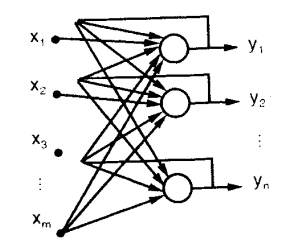 x1 y1
x2 y2
x3 ⋮
⋮ yn
xm